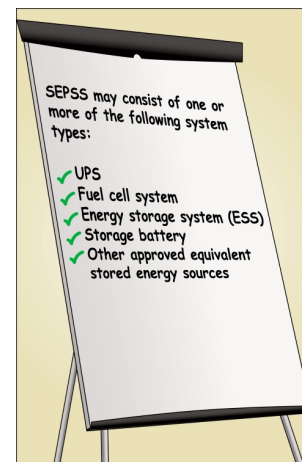 SEPSS may consist of one or
more of the following system
types:
UPS
Fuel cell system
Energy storage system (ESS)
Storage battery
Other approved equivalent
stored energy sources